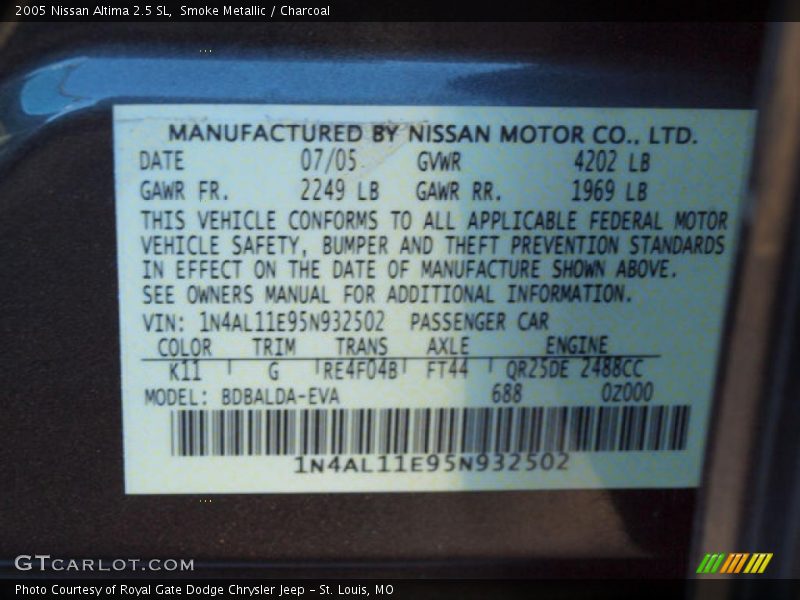 2005 Nissan Altima 2.5 SL,  Smoke Metallic / Charcoal
MANUFACTURED BY NISSAN MOTOR CO., LTD.
DATE 07/05 GVWR 4202 LB
GAWR FR. 2249 LB GAWR RR. 1969 LB
THIS VEHICLE CONFORMS TO ALL APPLICABLE FEDERAL MOTOR
VEHICLE SAFETY, BUMPER AND THEFT PREVENTION STANDARDS
IN EFFECT ON THE DATE OF MANUFACTURE SHOWN ABOVE.
SEE OWNERS MANUAL FOR ADDITIONAL INFORMATION.
VIN: 1N4AL11E95N932502 PASSENGER CAR
COLOR TRIM TRANS AXLE ENGINE
K11 G RE4F04B FT44 QR25DE 2488CC
MODEL: BDBALDA-EVA 688 0Z000
1N4AL11E95N932502
GTCARLOT.COM
Photo Courtesy of Royal Gate Dodge Chrysler Jeep – St. Louis, MO